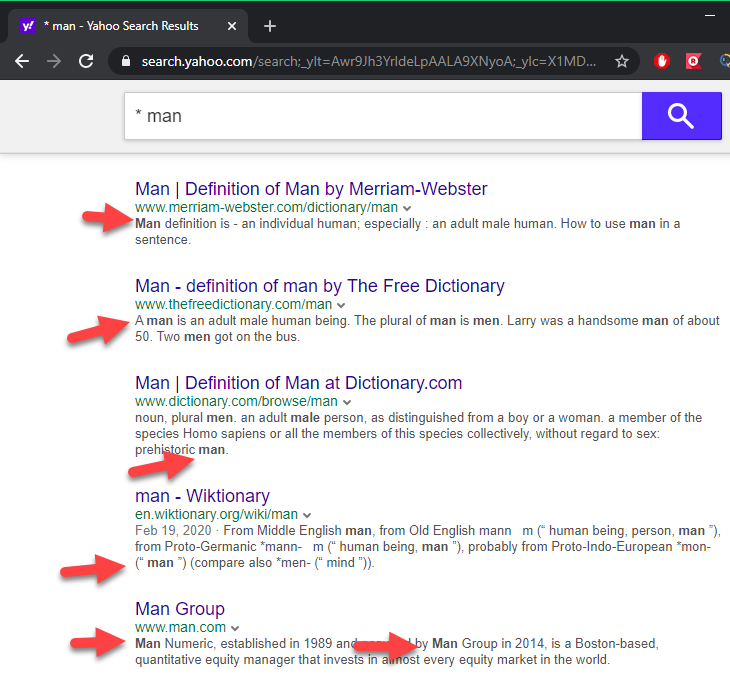 * man - Yahoo Search Results
search.yahoo.com/search;_ylt=Awr9Jh3YrIdeLpAALA9XNyoA;_ylc=X1MD...
* man
Man | Definition of Man by Merriam-Webster
www.merriam-webster.com/dictionary/man
Man definition is - an individual human; especially : an adult male human. How to use man in a
sentence.
Man - definition of man by The Free Dictionary
www.thefreedictionary.com/man
A man is an adult male human being. The plural of man is men. Larry was a handsome man of about
50. Two men got on the bus.
Man | Definition of Man at Dictionary.com
www.dictionary.com/browse/man
noun, plural men. an adult male person, as distinguished from a boy or a woman. a member of the
species Homo sapiens or all the members of this species collectively, without regard to sex:
prehistoric man.
man - Wiktionary
en.wiktionary.org/wiki/man
Feb 19, 2020 · From Middle English man, from Old English mann m (“ human being, person, man ”),
from Proto-Germanic *mann- m (“ human being, man ”), probably from Proto-Indo-European *mon-
(“ man ”) (compare also *men- (“ mind ”)).
Man Group
www.man.com
Man Numeric, established in 1989 and by Man Group in 2014, is a Boston-based,
quantitative equity manager that invests in almost every equity market in the world.